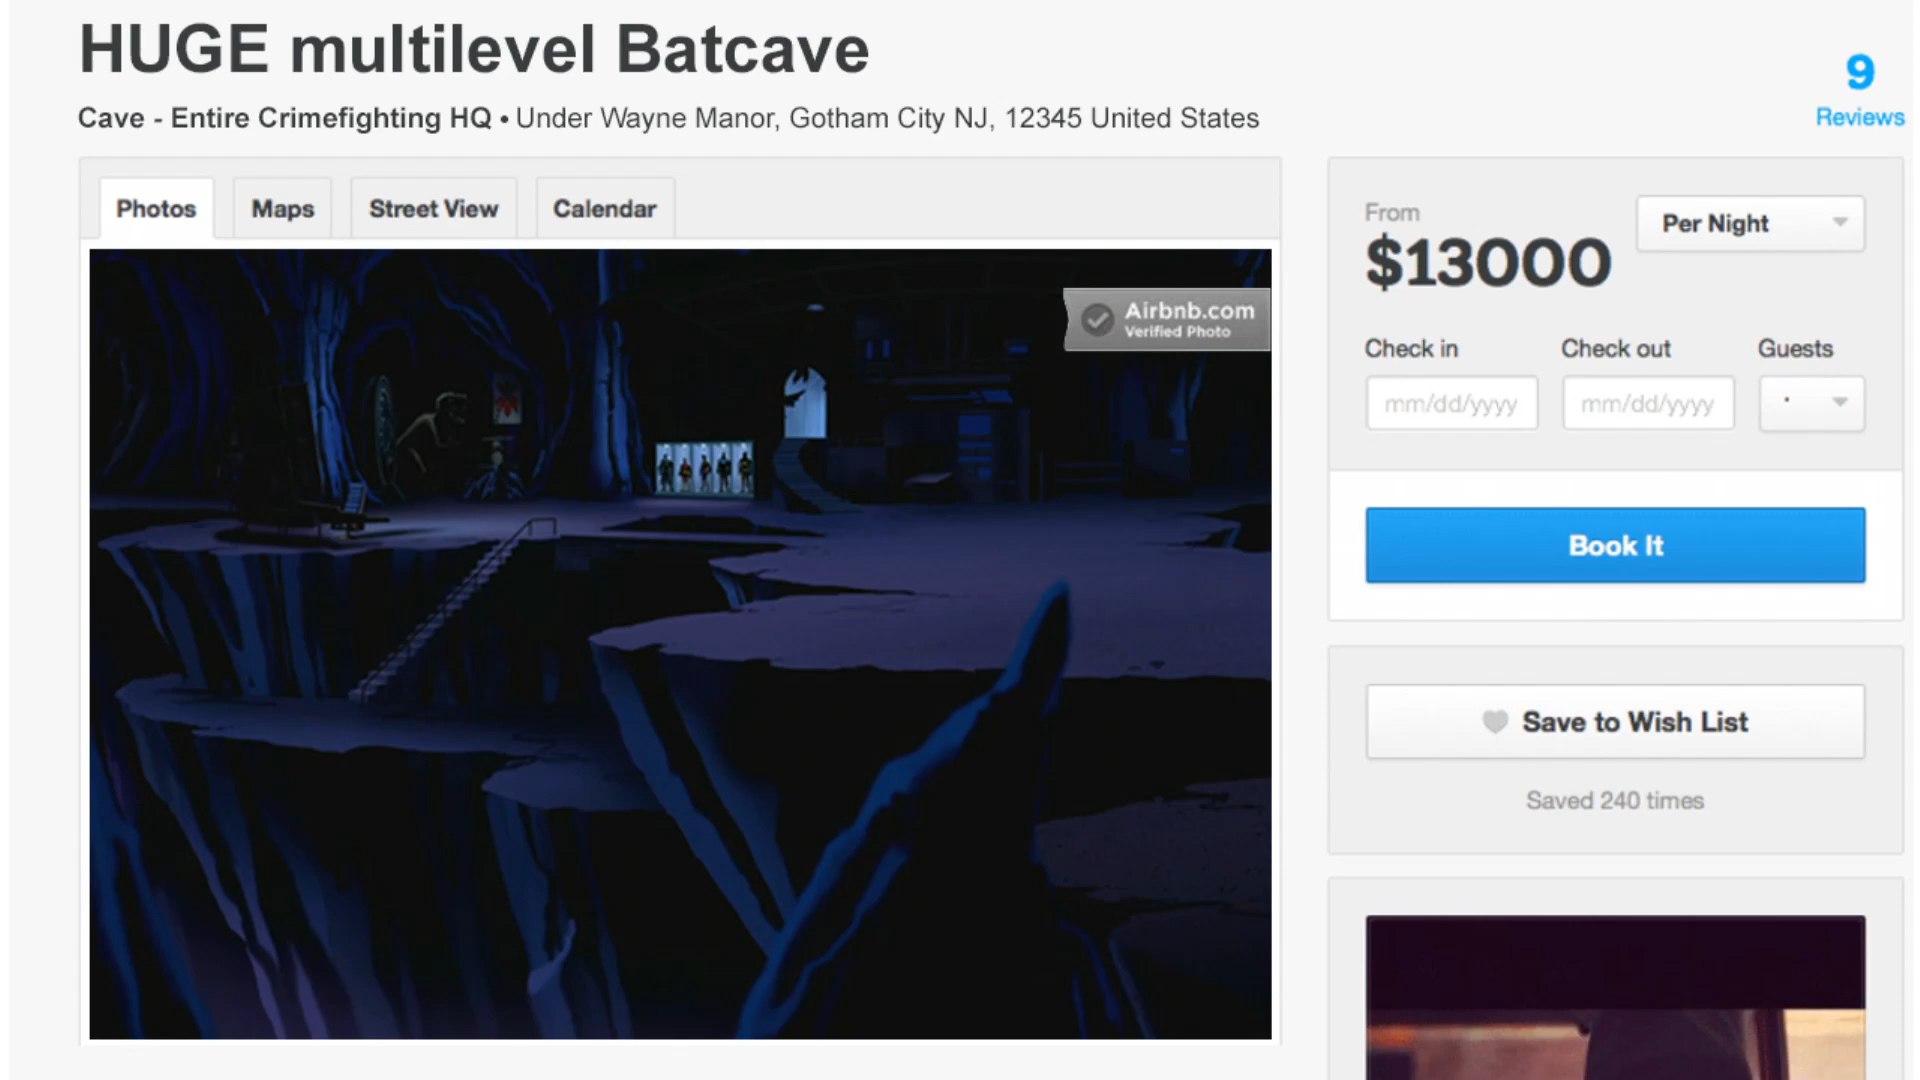 HUGE multilevel Batcave
9
Reviews
Cave - Entire Crimefighting HQ • Under Wayne Manor, Gotham City NJ, 12345 United States
Photos
Maps
Street View
Calendar
Airbnb.com
Verified Photo
From
$13000
Per Night
Check in
Check out
Guests
mm/dd/yyyy
mm/dd/yyyy
Book It
Save to Wish List
Saved 240 times